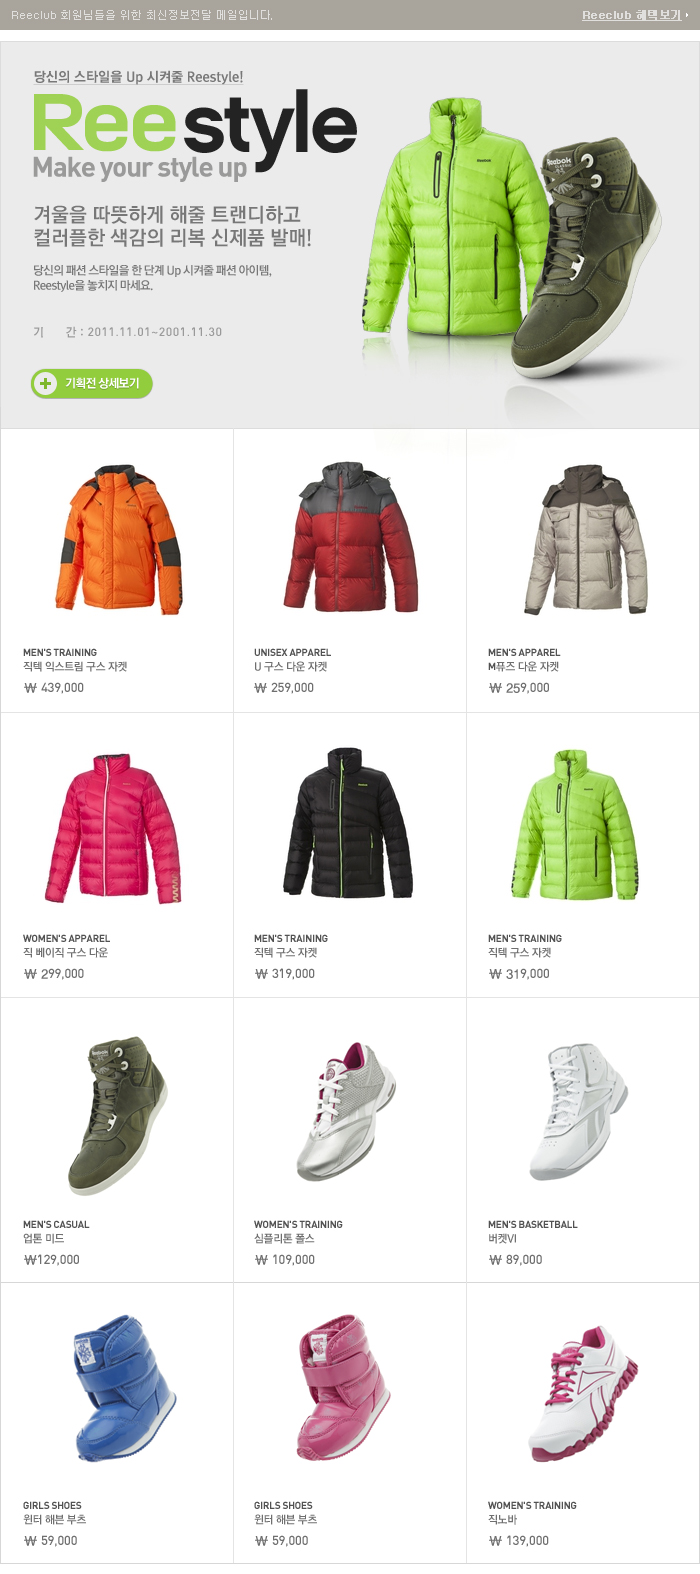 Reeclub 회원님들을 위한 최신정보전달 메일입니다.
Reeclub 혜택보기
당신의 스타일을 Up 시켜줄 Reestyle!
Reestyle
Make your style up
겨울을 따뜻하게 해줄 트랜디하고
컬러플한 색감의 리복 신제품 발매!
당신의 패션 스타일을 한 단계 Up 시켜줄 패션 아이템,
Reestyle을 놓치지 마세요.
기 간 : 2011.11.01~2001.11.30
기획전 상세보기
Reebok
Reebok
CLASSIC
MEN'S TRAINING
직텍 익스트림 구스 자켓
₩ 439,000
UNISEX APPAREL
U 구스 다운 자켓
₩ 259,000
MEN'S APPAREL
M퓨즈 다운 자켓
₩ 259,000
WOMEN'S APPAREL
직 베이직 구스 다운
₩ 299,000
MEN'S TRAINING
직텍 구스 자켓
₩ 319,000
MEN'S TRAINING
직텍 구스 자켓
₩ 319,000
MEN'S CASUAL
업톤 미드
₩129,000
WOMEN'S TRAINING
심플리톤 폴스
₩ 109,000
MEN'S BASKETBALL
버켓VI
₩ 89,000
GIRLS SHOES
윈터 해븐 부츠
₩ 59,000
GIRLS SHOES
윈터 해븐 부츠
₩ 59,000
WOMEN'S TRAINING
직노바
₩ 139,000